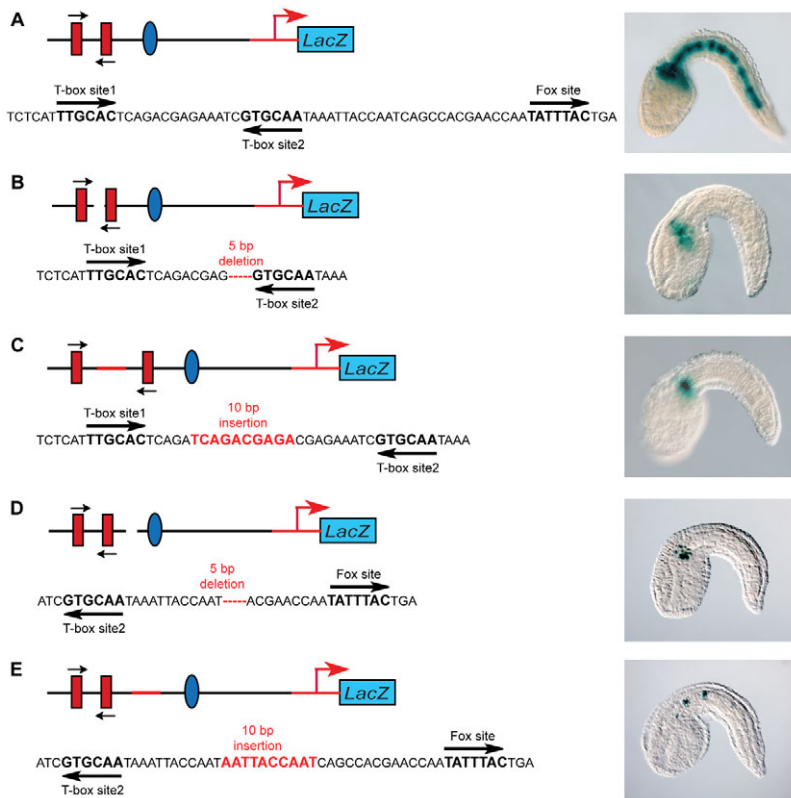 A
LacZ
T-box site1
Fox site
TCTCATTTGCACTCAGACGAGAAATCGTGCAATAAATTACCAATCAGCCACGAACCAATATTTACTGA
T-box site2
B
LacZ
T-box site1
5 bp
deletion
TCTCATTTGCACTCAGACGAG-----GTGCAATAAA
T-box site2
C
LacZ
T-box site1
10 bp
insertion
TCTCATTTGCACTCAGATCAGACGAGACGAGAAATCGTGCAATAAA
T-box site2
D
LacZ
5 bp
deletion
Fox site
ATCGTGCAATAAATTACCAAT-----ACGAACCAATATTTACTGA
T-box site2
E
LacZ
10 bp
insertion
Fox site
ATCGTGCAATAAATTACCAATAATTACCAATCAGCCACGAACCAATATTTACTGA
T-box site2